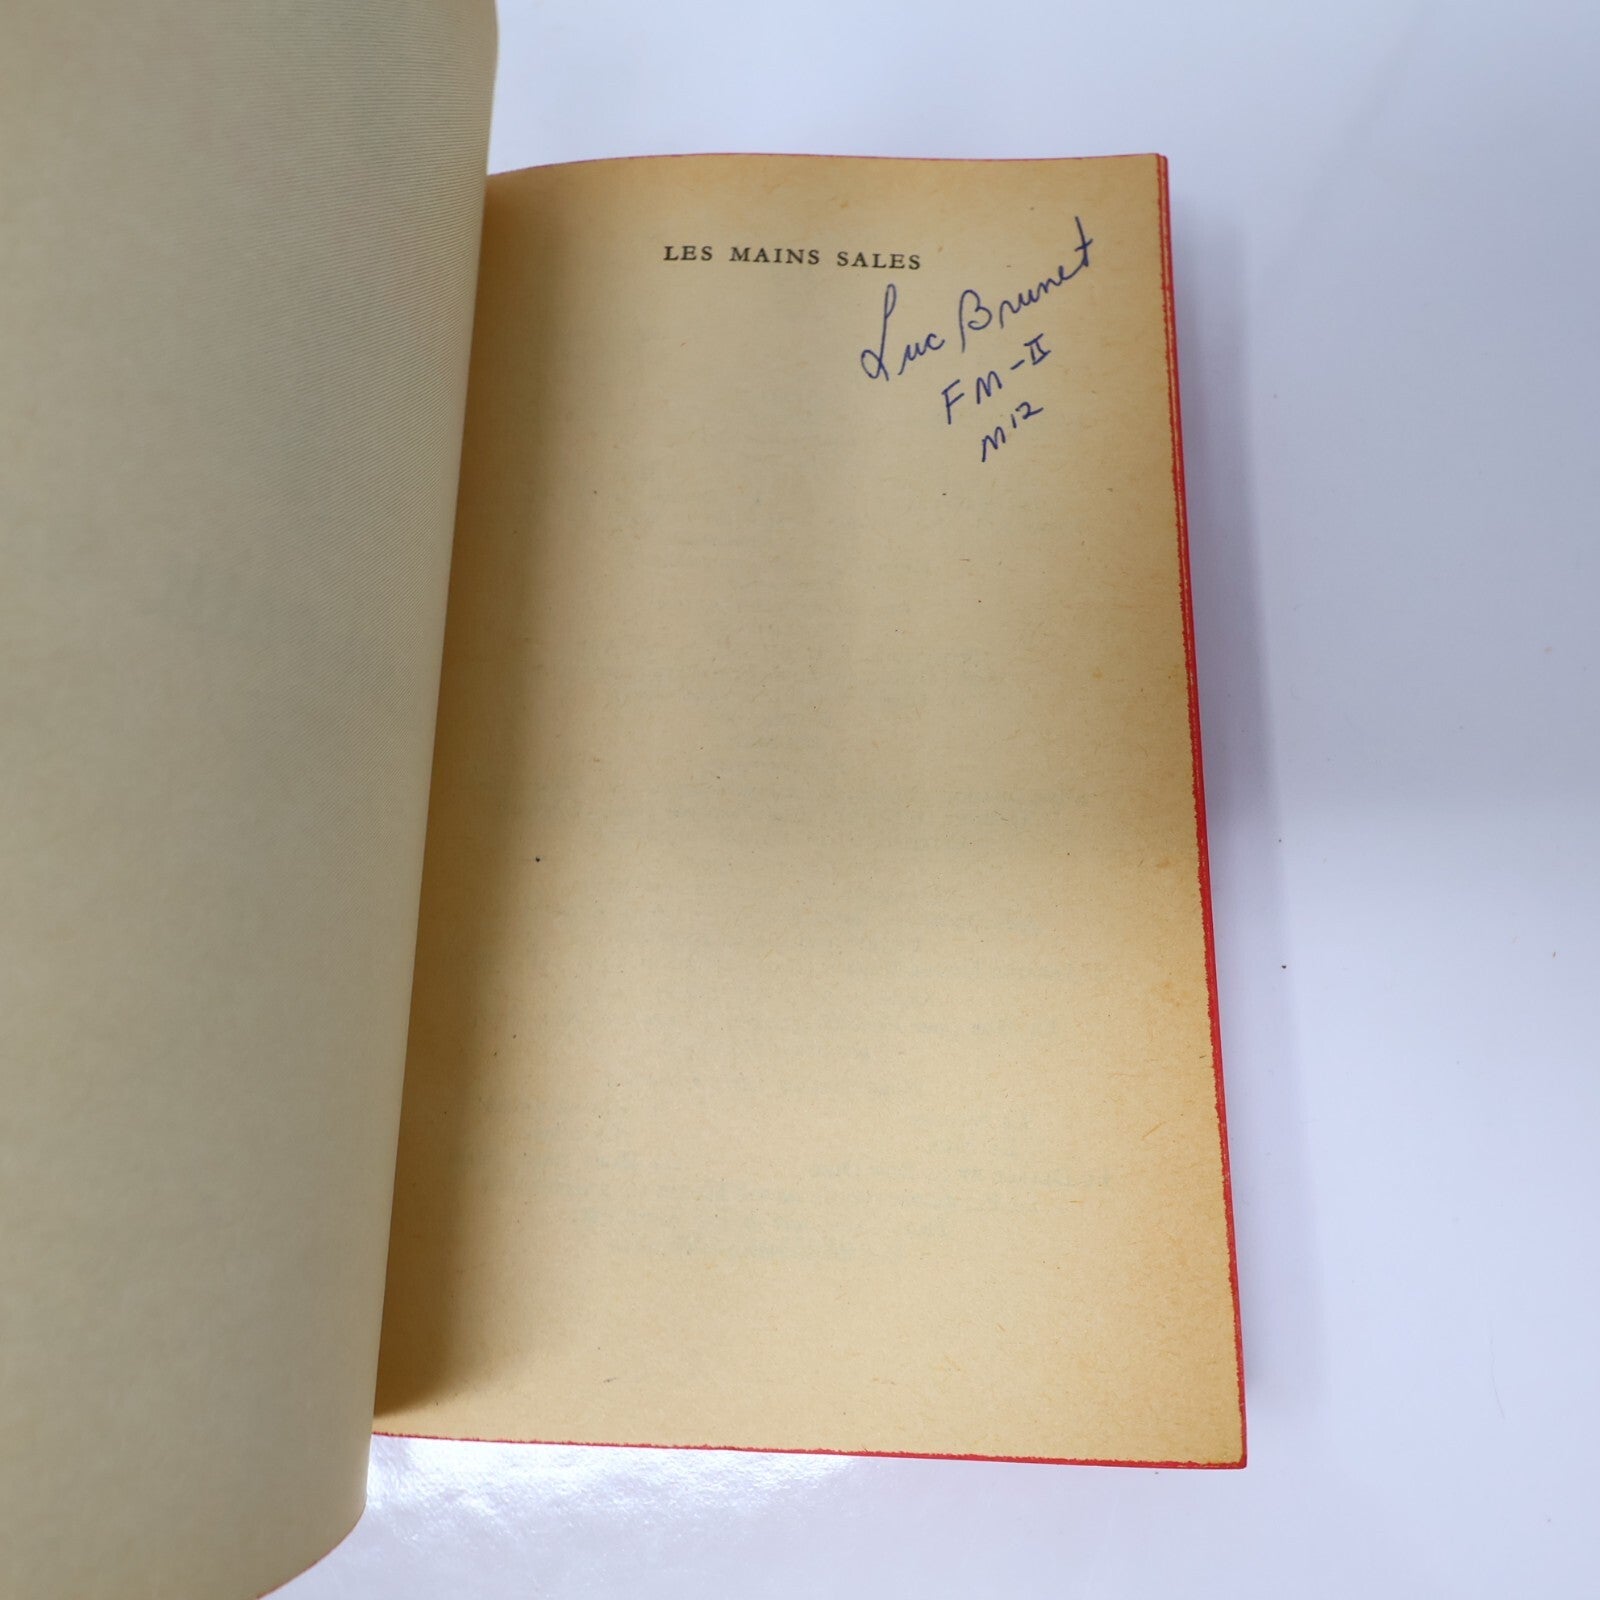 LES MAINS SALES
Luc Brunet
FM-II
M12